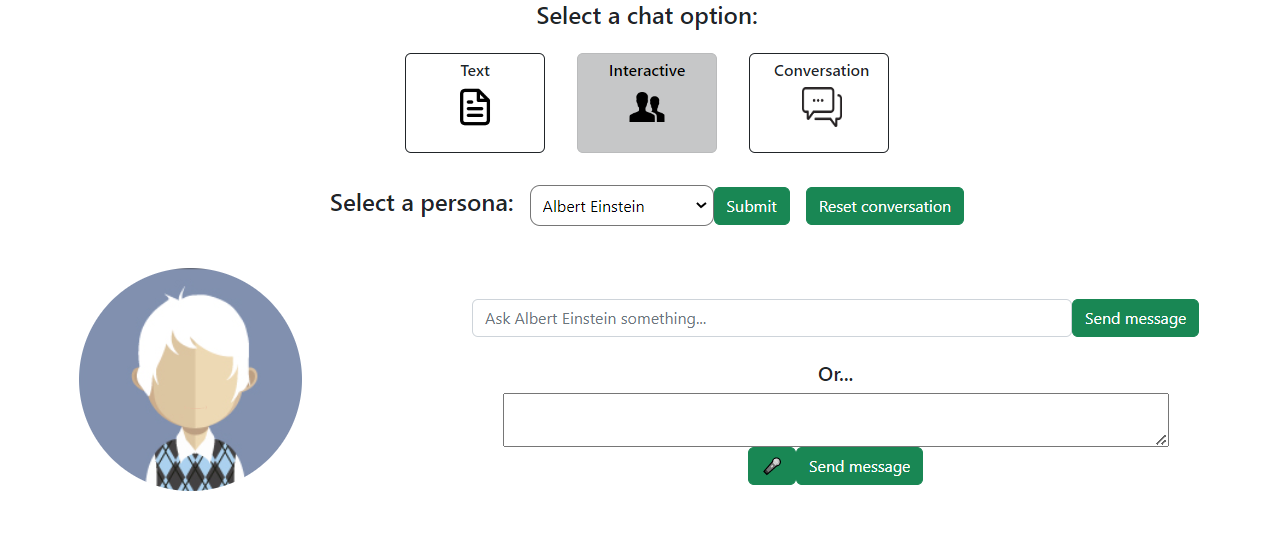 Select a chat option:
Text Interactive Conversation
Select a persona: Albert Einstein Submit Reset conversation
Ask Albert Einstein something... Send message
Or...
Send message